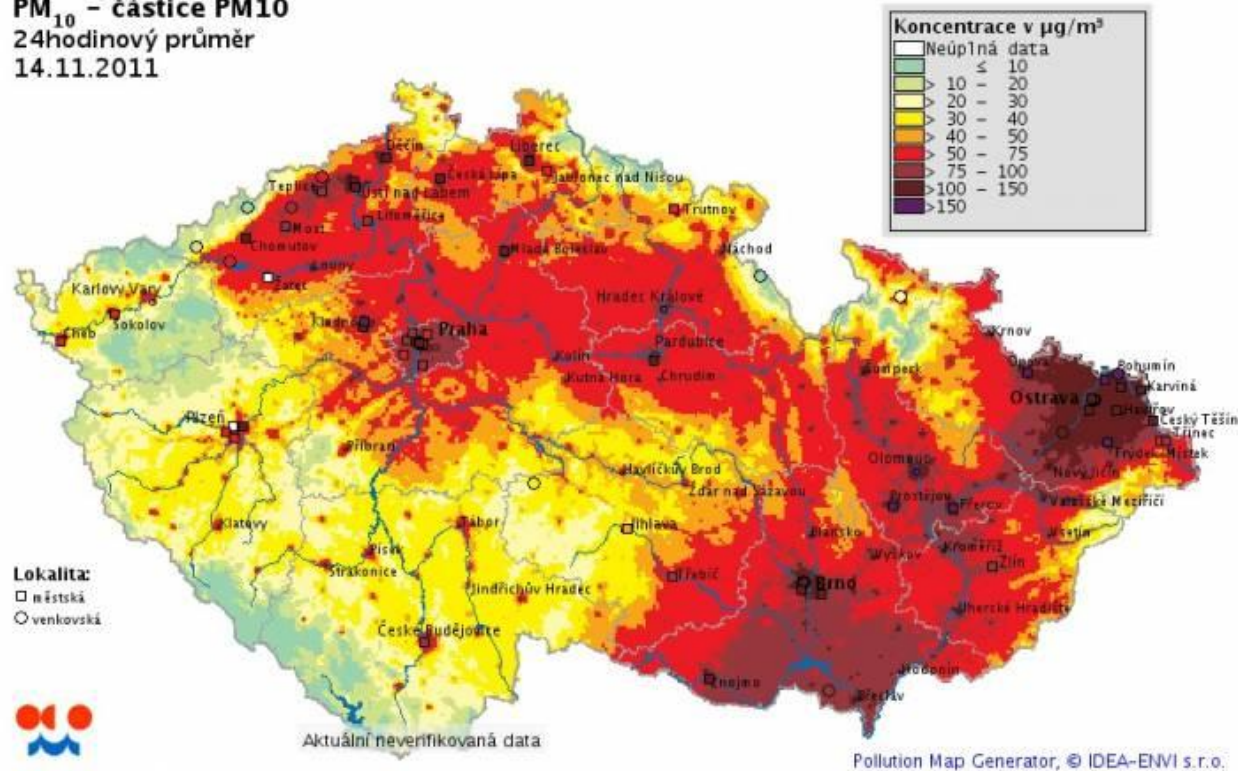 PM₁₀ – částice PM10
24hodinový průměr
14.11.2011
Koncentrace v µg/m³
Neúplná data
≤ 10
> 10 - 20
> 20 - 30
> 30 - 40
> 40 - 50
> 50 - 75
> 75 - 100
>100 - 150
>150
Děčín
Liberec
Česká Lípa
Jablonec nad Nisou
Teplice
Ústí nad Labem
Litoměřice
Trutnov
Most
Chomutov
Mladá Boleslav
Náchod
Louny
Žatec
Karlovy Vary
Hradec Králové
Sokolov
Kladno
Praha
Cheb
Krnov
Pardubice
Kolín
Šumperk
Opava
Bohumín
Kutná Hora
Chrudim
Karviná
Ostrava
Havířov
Plzeň
Český Těšín
Třinec
Příbram
Frýdek-Místek
Olomouc
Havlíčkův Brod
Nový Jičín
Žďár nad Sázavou
Prostějov
Přerov
Valašské Meziříčí
Klatovy
Tábor
Jihlava
Blansko
Vsetín
Písek
Vyškov
Kroměříž
Strakonice
Třebíč
Zlín
Brno
Lokalita:
městská
venkovská
Jindřichův Hradec
Uherské Hradiště
České Budějovice
Hodonín
Znojmo
Břeclav
Aktuální neverifikovaná data
Pollution Map Generator, © IDEA-ENVI s.r.o.